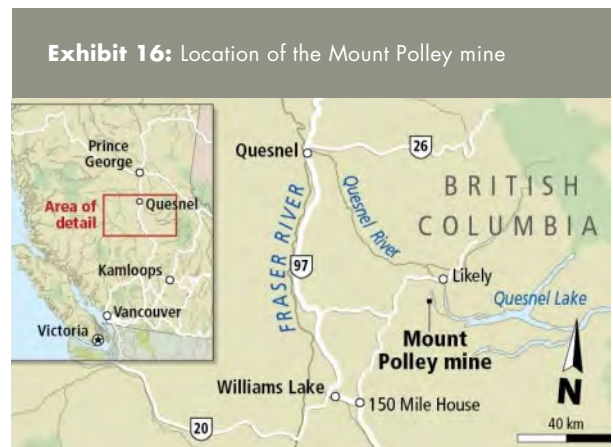 Exhibit 16: Location of the Mount Polley mine
Prince
George
Quesnel
Area of
detail
Kamloops
Vancouver
Victoria
Quesnel
26
BRITISH
COLUMBIA
Quesnel
River
FRASER RIVER
97
Likely
Quesnel Lake
Mount
Polley mine
Williams Lake
150 Mile House
20
N
40 km